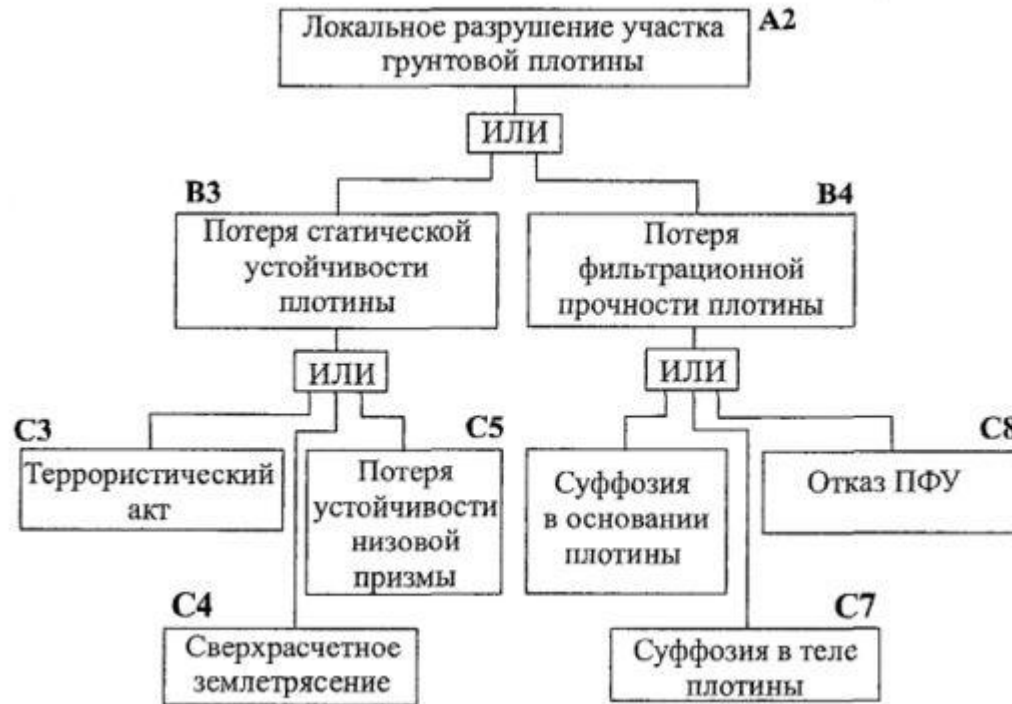 Локальное разрушение участка
грунтовой плотины
A2
ИЛИ
B3
Потеря статической
устойчивости
плотины
B4
Потеря
фильтрационной
прочности плотины
ИЛИ
ИЛИ
C3
Террористический
акт
C5
Потеря
устойчивости
низовой
призмы
Суффозия
в основании
плотины
C8
Отказ ПФУ
C4
Сверхрасчетное
землетрясение
C7
Суффозия в теле
плотины